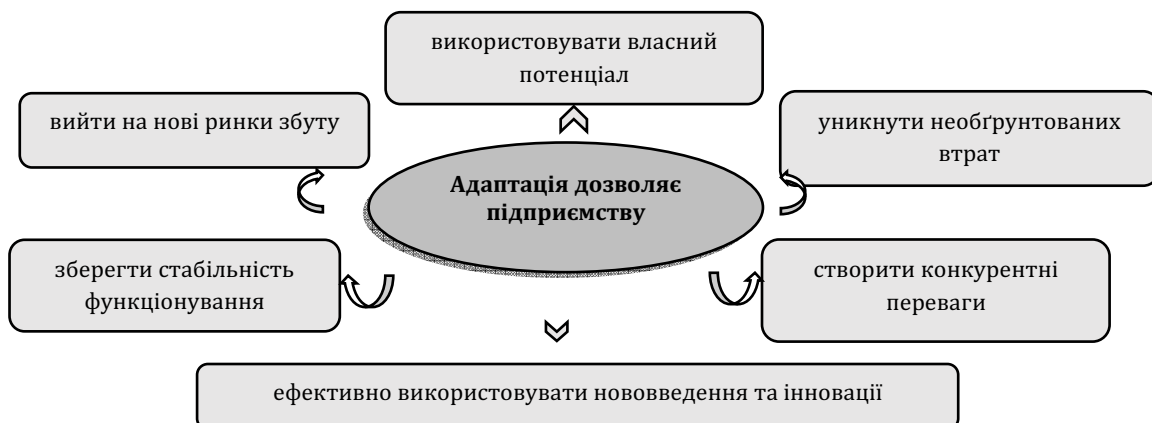 використовувати власний
потенціал
вийти на нові ринки збуту
уникнути необґрунтованих
втрат
Адаптація дозволяє
підприємству
зберегти стабільність
функціонування
створити конкурентні
переваги
ефективно використовувати нововведення та інновації